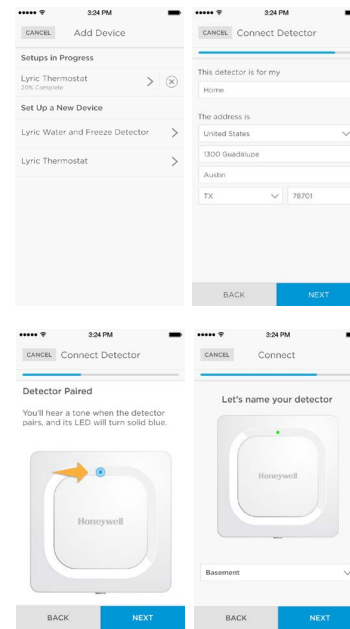 3:24 PM
CANCEL Add Device
Setups in Progress
Lyric Thermostat
20% Complete
Set Up a New Device
Lyric Water and Freeze Detector
Lyric Thermostat
3:24 PM
CANCEL Connect Detector
This detector is for my
Home
The address is
United States
1300 Guadalupe
Austin
TX 78701
BACK NEXT
3:24 PM
CANCEL Connect Detector
Detector Paired
You'll hear a tone when the detector
pairs, and its LED will turn solid blue.
Honeywell
BACK NEXT
3:24 PM
CANCEL Connect
Let's name your detector
Honeywell
Basement
BACK NEXT